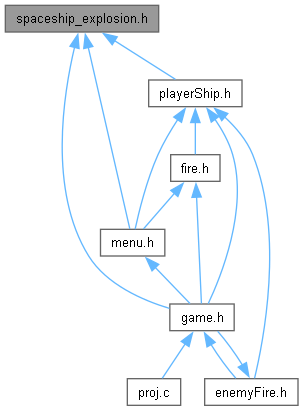 spaceship_explosion.h
playerShip.h
fire.h
menu.h
game.h
proj.c
enemyFire.h